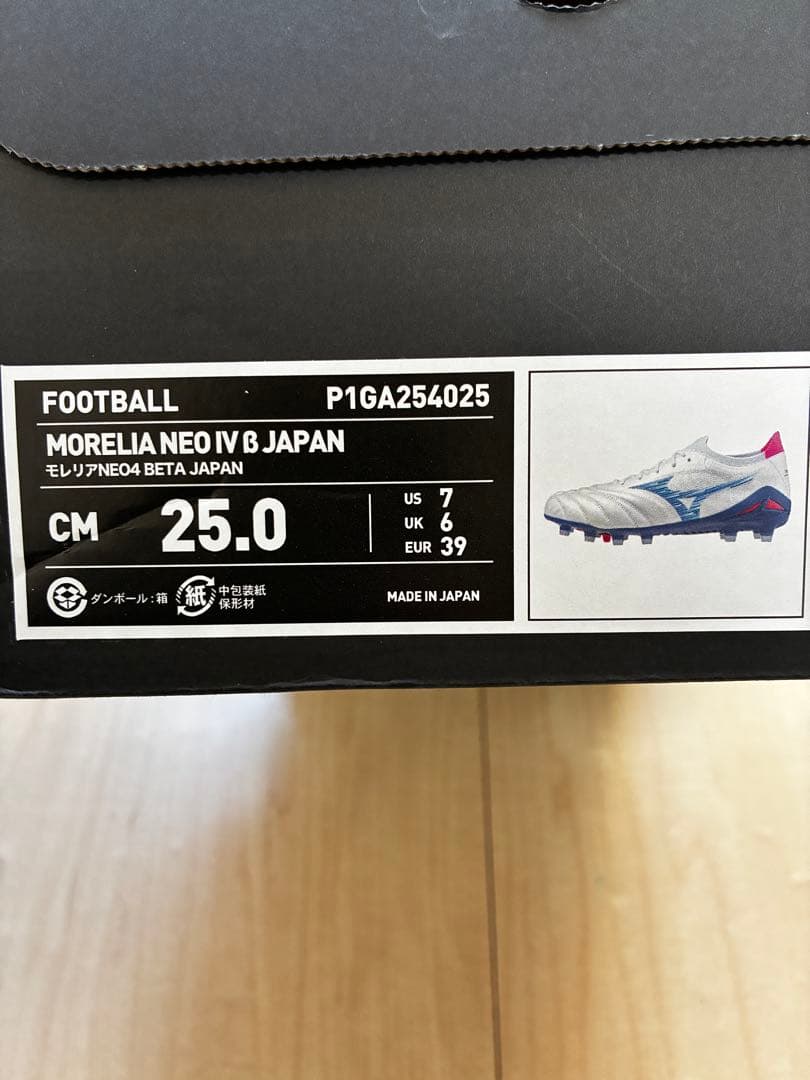 FOOTBALL P1GA254025
MORELIA NEO IV β JAPAN
モレリアNEO4 BETA JAPAN
CM 25.0
US 7
UK 6
EUR 39
ダンボール:箱
紙 中包装紙
保形材
MADE IN JAPAN